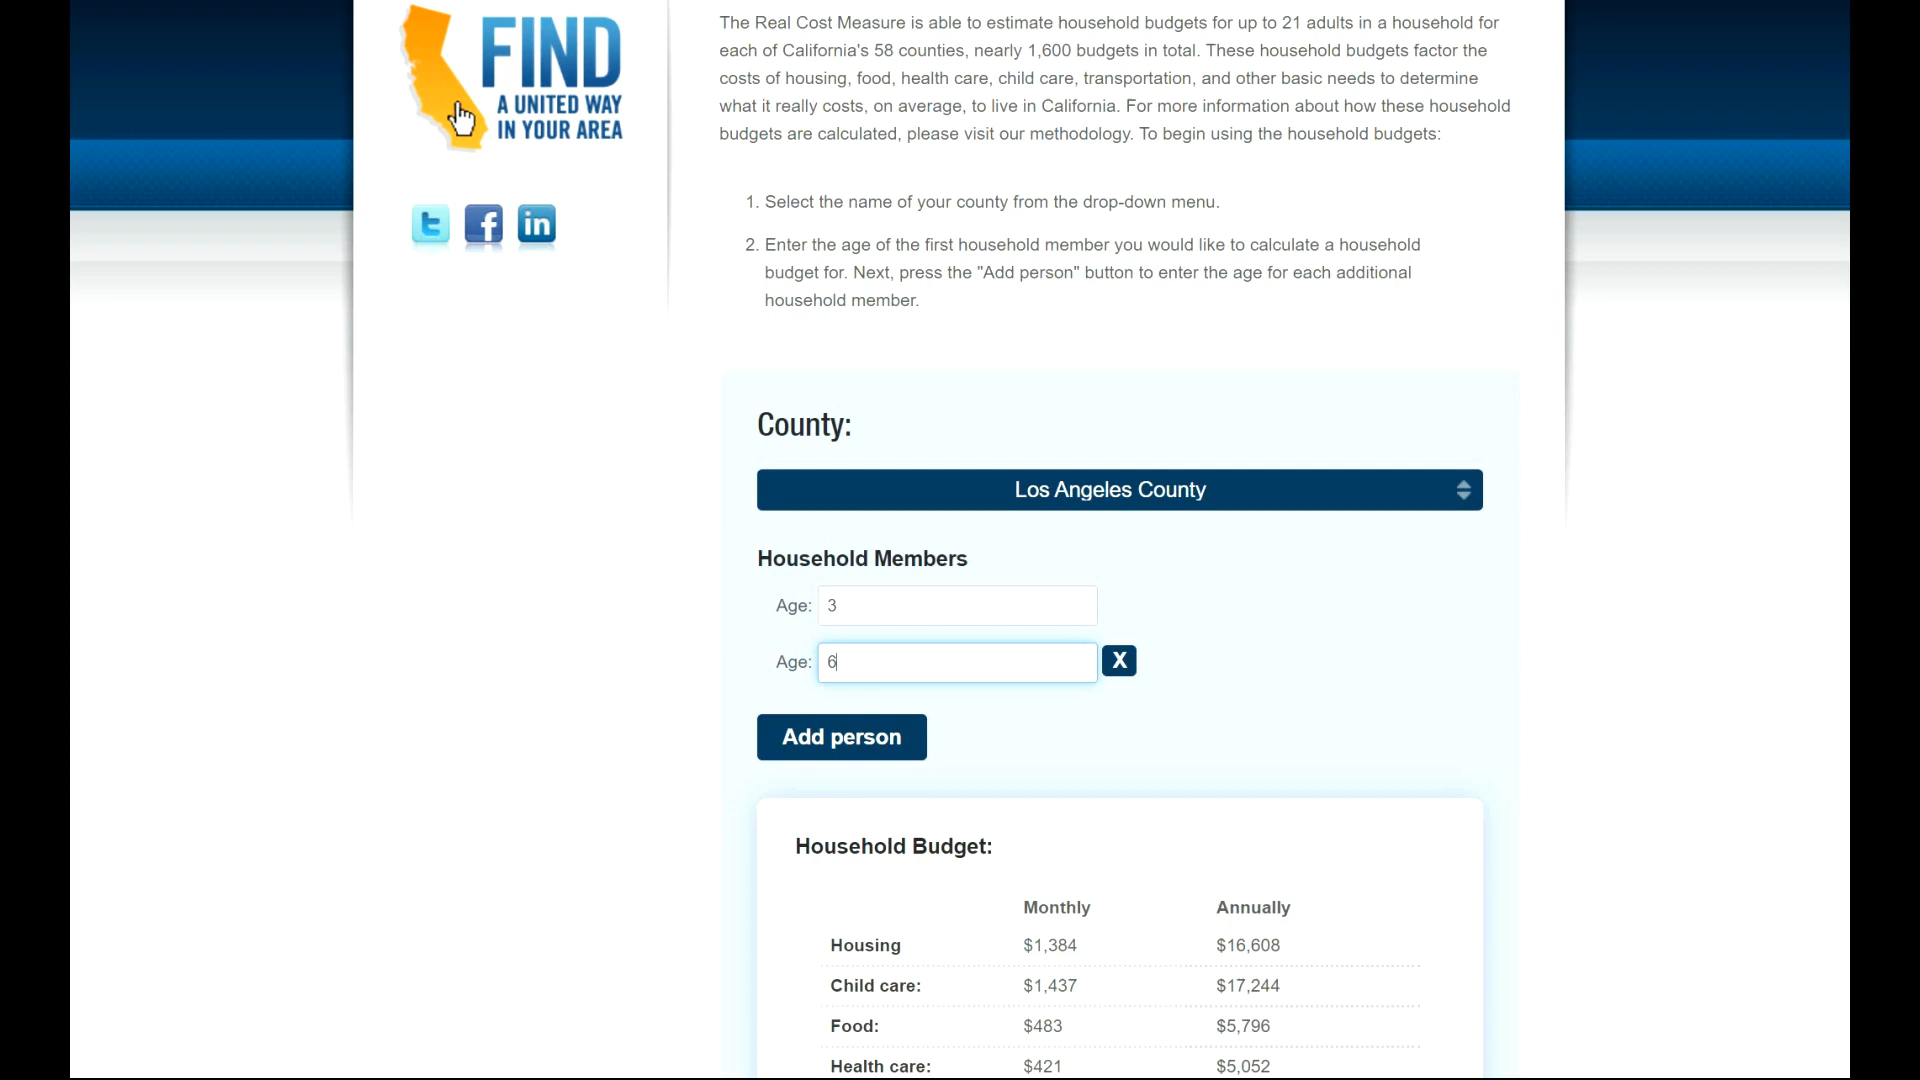 FIND
A UNITED WAY
IN YOUR AREA
t f in
The Real Cost Measure is able to estimate household budgets for up to 21 adults in a household for
each of California's 58 counties, nearly 1,600 budgets in total. These household budgets factor the
costs of housing, food, health care, child care, transportation, and other basic needs to determine
what it really costs, on average, to live in California. For more information about how these household
budgets are calculated, please visit our methodology. To begin using the household budgets:
1. Select the name of your county from the drop-down menu.
2. Enter the age of the first household member you would like to calculate a household
budget for. Next, press the "Add person" button to enter the age for each additional
household member.
County:
Los Angeles County
Household Members
Age: 3
Age: 6 X
Add person
Household Budget:
Monthly Annually
Housing $1,384 $16,608
Child care: $1,437 $17,244
Food: $483 $5,796
Health care: $421 $5,052